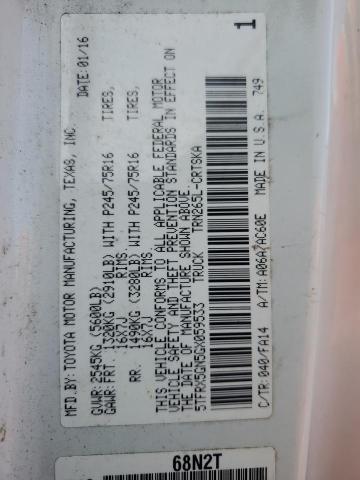 MFD.BY: TOYOTA MOTOR MANUFACTURING, TEXAS, INC. DATE: 01/16
GVWR: 2545KG (5600LB)
GAWR: FRT 1320KG (2910LB) WITH P245/75R16 TIRES,
16X7J RIMS
RR. 1490KG (3280LB) WITH P245/75R16 TIRES,
16X7J RIMS
THIS VEHICLE CONFORMS TO ALL APPLICABLE FEDERAL MOTOR
VEHICLE SAFETY AND THEFT PREVENTION STANDARDS IN EFFECT ON
THE DATE OF MANUFACTURE SHOWN ABOVE.
5TFRX5GN5GX059533 TRUCK TRN265L-CRTSKA
C/TR: 040/FA14 A/TM: A06A/AC60E MADE IN U.S.A. 749
1
68N2T